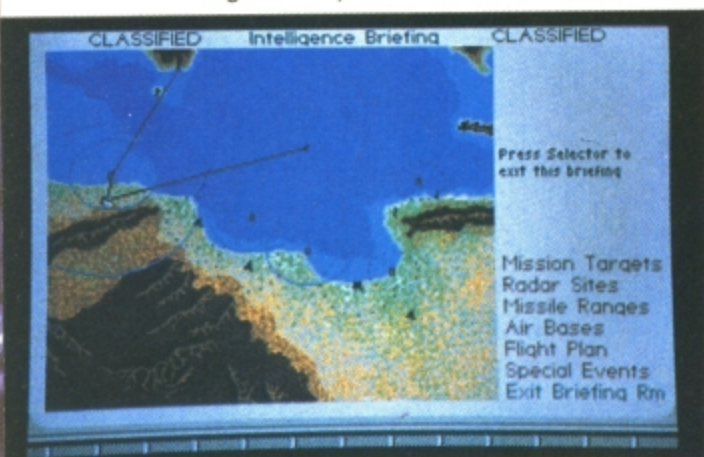 CLASSIFIED Intelligence Briefing CLASSIFIED
Press Selector to
exit this briefing
Mission Targets
Radar Sites
Missile Ranges
Air Bases
Flight Plan
Special Events
Exit Briefing Rm